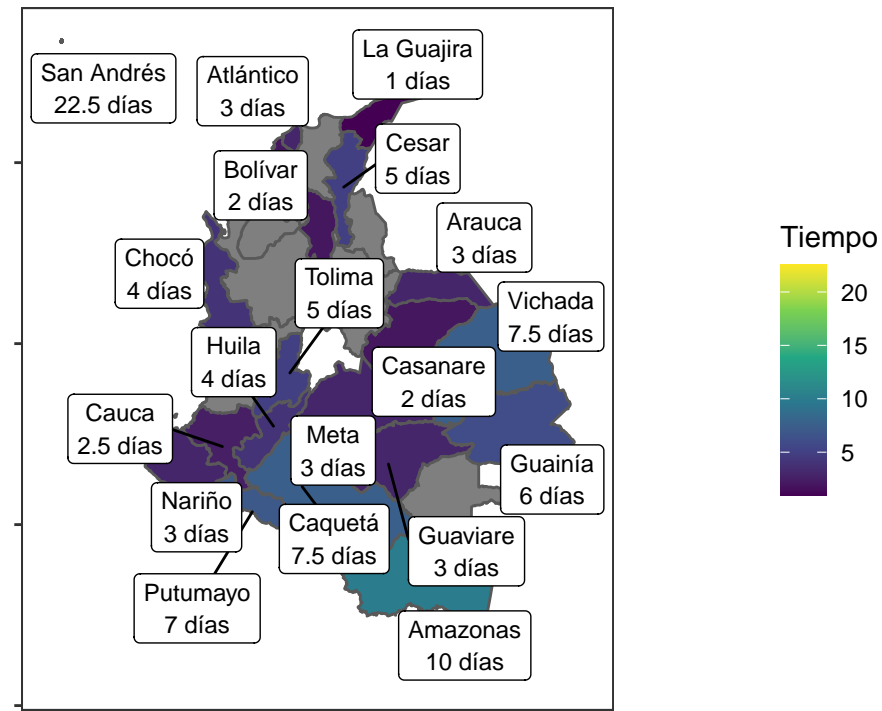 La Guajira
1 días
San Andrés
22.5 días
Atlántico
3 días
Cesar
5 días
Bolívar
2 días
Arauca
3 días
Chocó
4 días
Tolima
5 días
Vichada
7.5 días
Huila
4 días
Casanare
2 días
Cauca
2.5 días
Meta
3 días
Guainía
6 días
Nariño
3 días
Caquetá
7.5 días
Guaviare
3 días
Putumayo
7 días
Amazonas
10 días
Tiempo
20
15
10
5